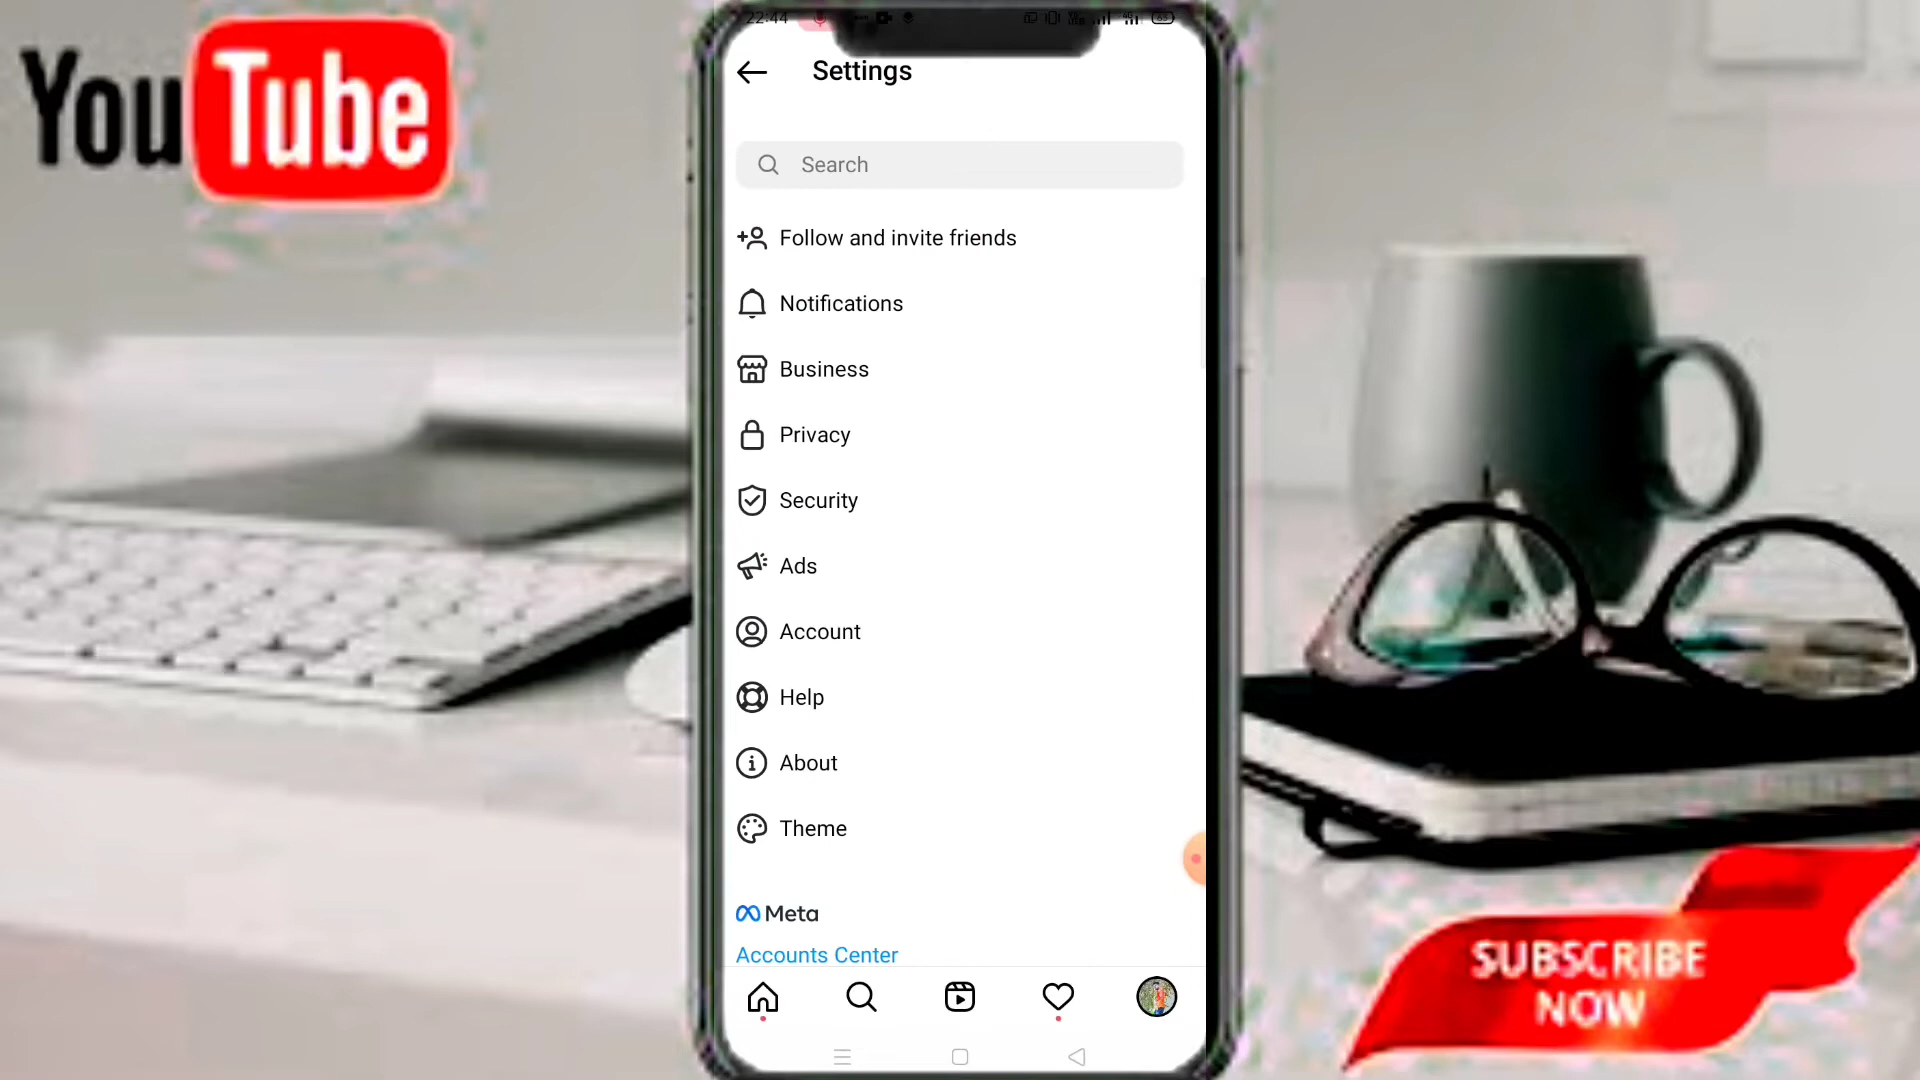 YouTube
22:44
Settings
Search
Follow and invite friends
Notifications
Business
Privacy
Security
Ads
Account
Help
About
Theme
Meta
Accounts Center
SUBSCRIBE
NOW